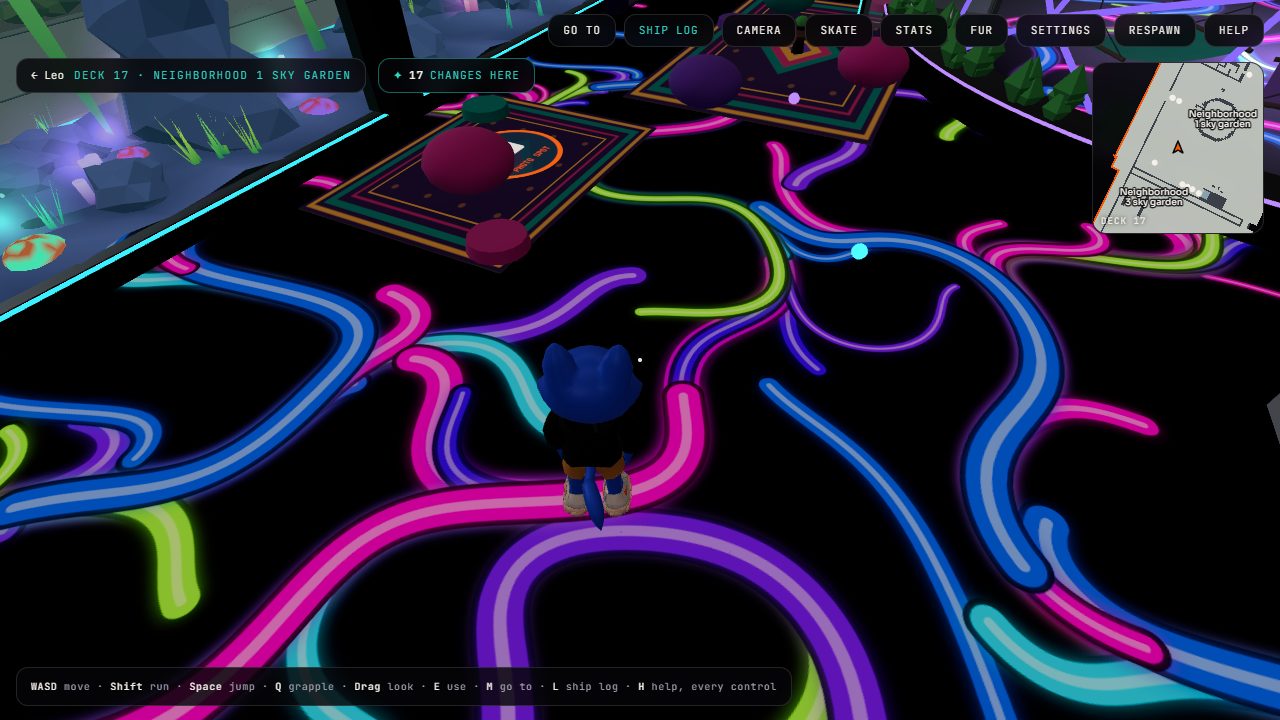 GO TO
SHIP LOG
CAMERA
SKATE
STATS
FUR
SETTINGS
RESPAWN
HELP
← Leo DECK 17 · NEIGHBORHOOD 1 SKY GARDEN
✦ 17 CHANGES HERE
Neighborhood
1 sky garden
Neighborhood
3 sky garden
DECK 17
PHOTO SPOT
WASD move · Shift run · Space jump · Q grapple · Drag look · E use · M go to · L ship log · H help, every control